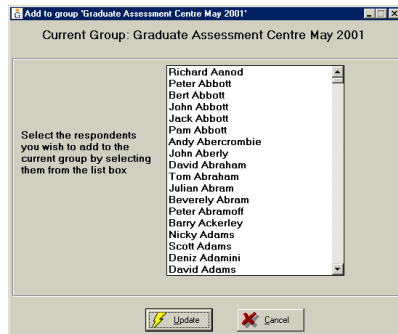 Add to group 'Graduate Assessment Centre May 2001'
Current Group: Graduate Assessment Centre May 2001
Select the respondents
you wish to add to the
current group by selecting
them from the list box
Richard Aanod
Peter Abbott
Bert Abbott
John Abbott
Jack Abbott
Pam Abbott
Andy Abercrombie
John Aberly
David Abraham
Tom Abraham
Julian Abram
Beverely Abram
Peter Abramoff
Barry Ackerley
Nicky Adams
Scott Adams
Deniz Adamini
David Adams
Update
Cancel